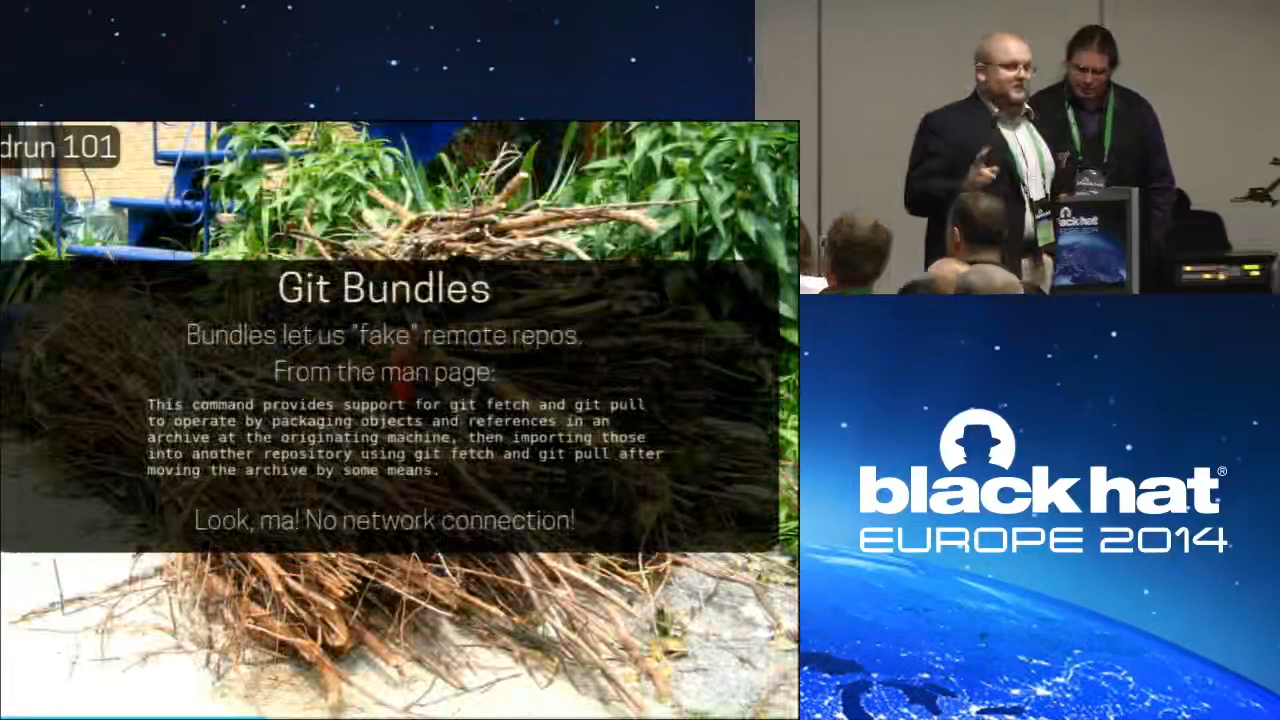 drun 101
Git Bundles
Bundles let us "fake" remote repos.
From the man page:
This command provides support for git fetch and git pull
to operate by packaging objects and references in an
archive at the originating machine, then importing those
into another repository using git fetch and git pull after
moving the archive by some means.
Look, ma! No network connection!
black hat
black hat®
EUROPE 2014